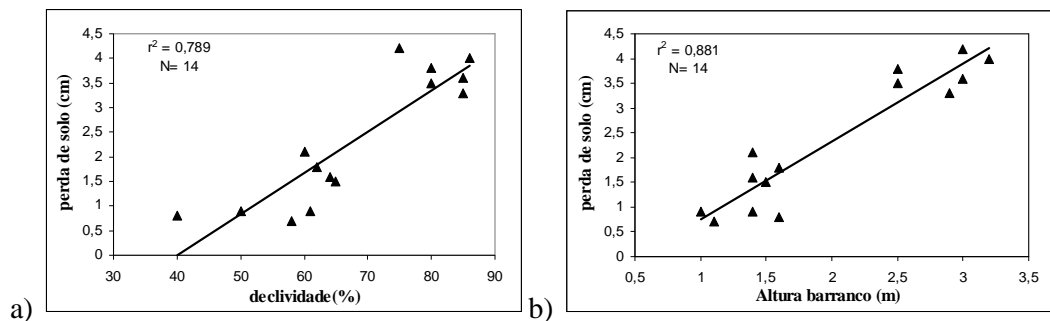 a)
r² = 0,789
N= 14
perda de solo (cm)
4,5
4
3,5
3
2,5
2
1,5
1
0,5
0
30 40 50 60 70 80 90
declividade(%)
b)
r² = 0,881
N= 14
perda de solo (cm)
4,5
4
3,5
3
2,5
2
1,5
1
0,5
0
0,5 1 1,5 2 2,5 3 3,5
Altura barranco (m)